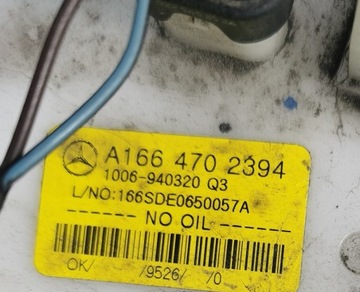 A166 470 2394
1006-940320 Q3
L/NO:166SDE0650057A
------ NO OIL -------
OK/ /9526/ /0